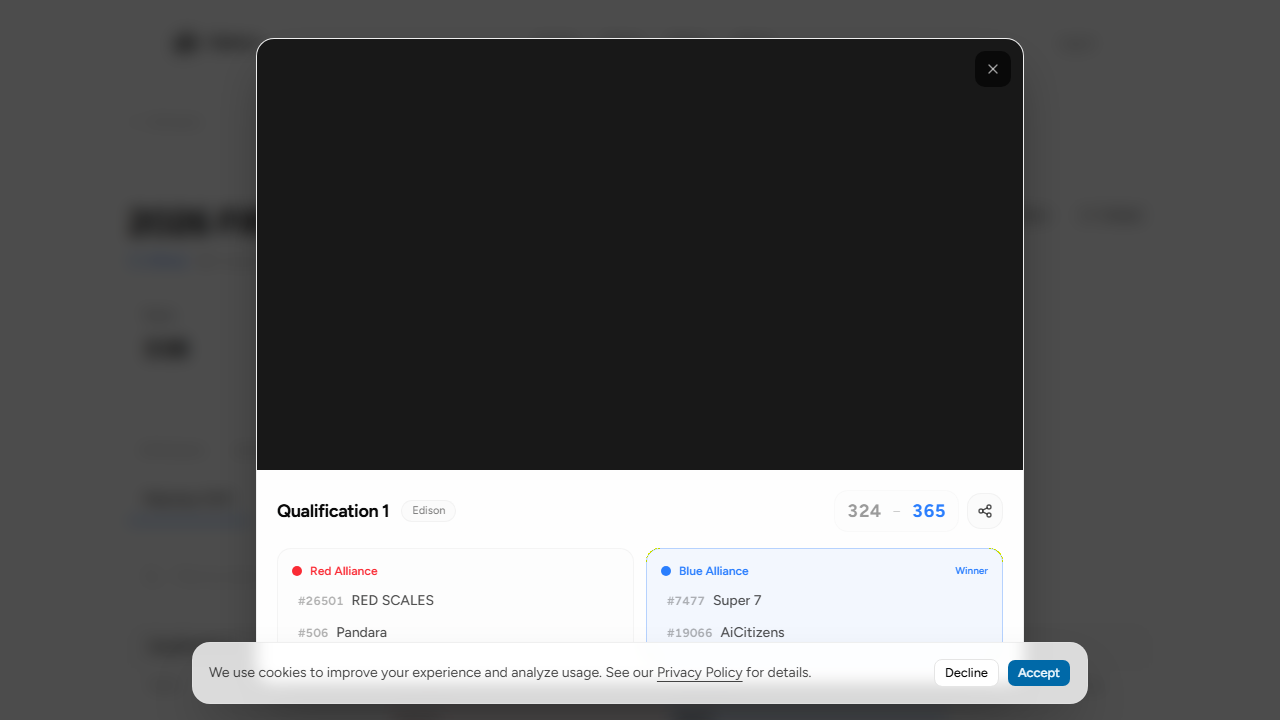 Qualification 1 Edison 324 – 365
Red Alliance
#26501 RED SCALES
#506 Pandara
Blue Alliance Winner
#7477 Super 7
#19066 AiCitizens
We use cookies to improve your experience and analyze usage. See our Privacy Policy for details. Decline Accept